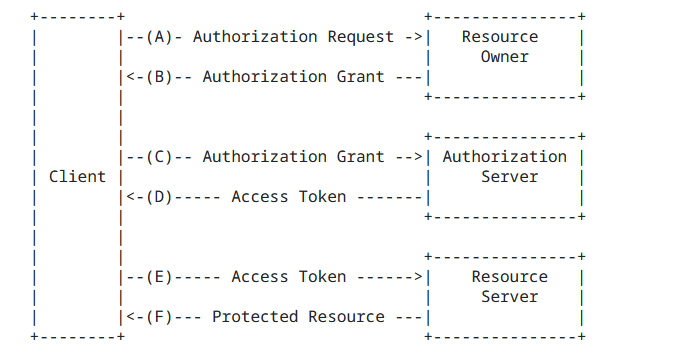 +--------+                               +---------------+
|        |--(A)- Authorization Request ->|   Resource    |
|        |                               |     Owner     |
|        |<-(B)-- Authorization Grant ---|               |
|        |                               +---------------+
|        |
|        |                               +---------------+
|        |--(C)-- Authorization Grant -->| Authorization |
| Client |                               |     Server    |
|        |<-(D)----- Access Token -------|               |
|        |                               +---------------+
|        |
|        |                               +---------------+
|        |--(E)----- Access Token ------>|    Resource   |
|        |                               |     Server    |
|        |<-(F)--- Protected Resource ---|               |
+--------+                               +---------------+